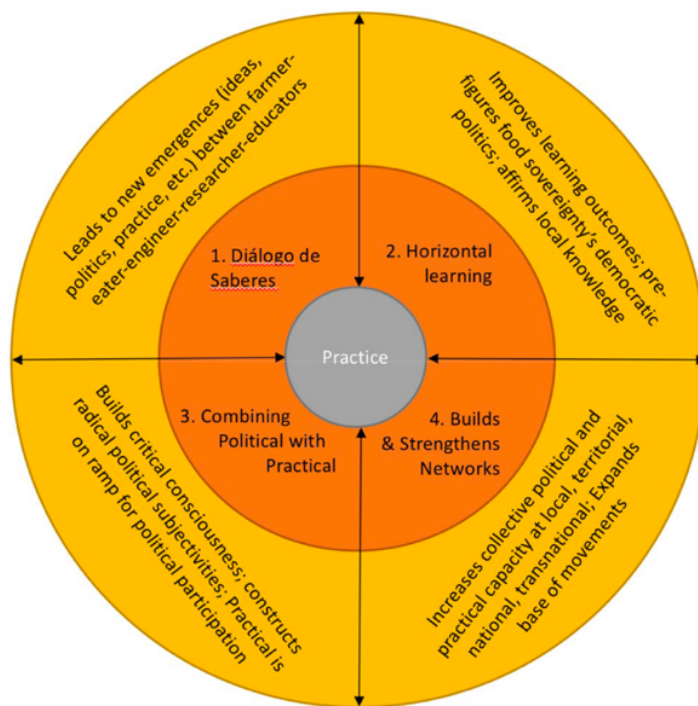 Leads to new emergences (ideas,
politics, practice, etc.) between farmer-
eater-engineer-researcher-educators
Improves learning outcomes; pre-
figures food sovereignty’s democratic
politics; affirms local knowledge
1. Diálogo de
Saberes
2. Horizontal
learning
Practice
3. Combining
Political with
Practical
4. Builds
& Strengthens
Networks
Builds critical consciousness; constructs
radical political subjectivities; Practical is
on ramp for political participation
Increases collective political and
practical capacity at local, territorial,
national, transnational; Expands
base of movements